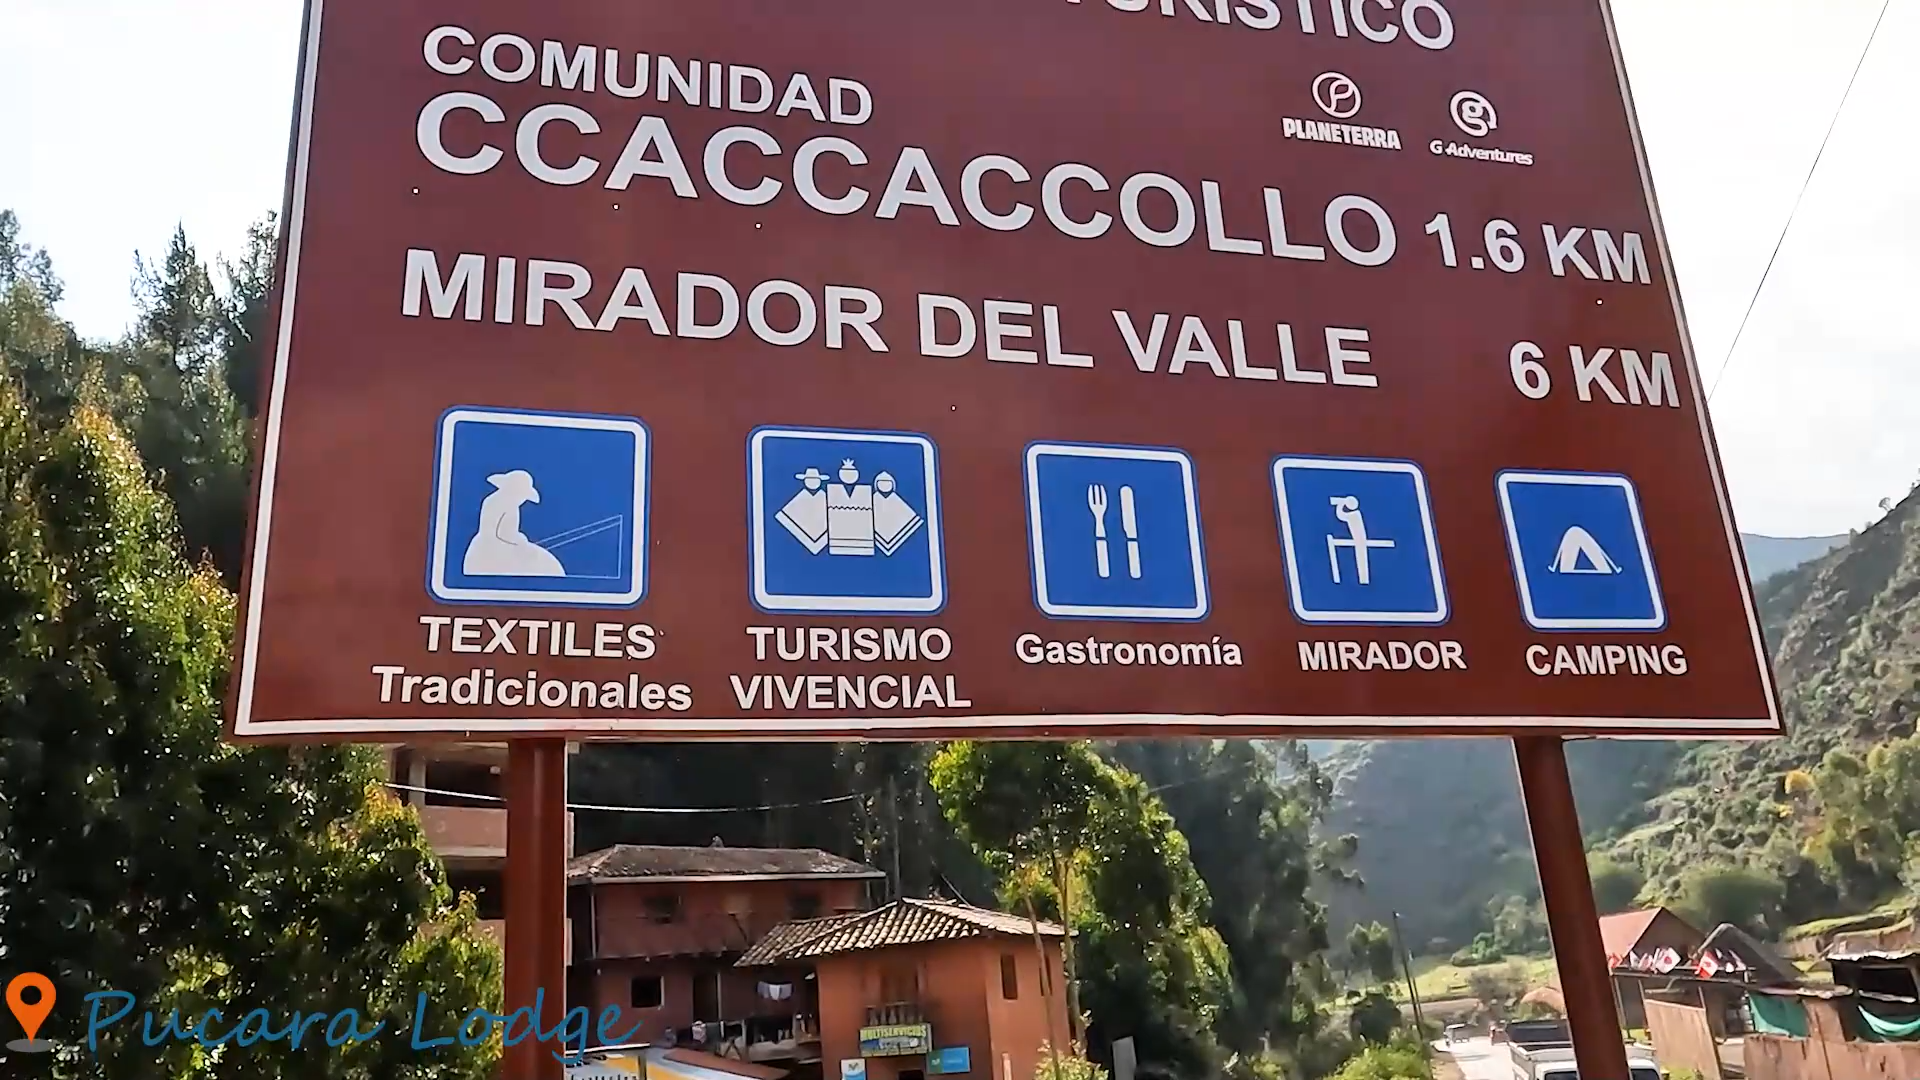 COMUNIDAD
PLANETERRA
G Adventures
CCACCACCOLLO 1.6 KM
MIRADOR DEL VALLE 6 KM
TEXTILES
Tradicionales
TURISMO
VIVENCIAL
Gastronomía
MIRADOR
CAMPING
MULTISERVICIOS
Pucara Lodge